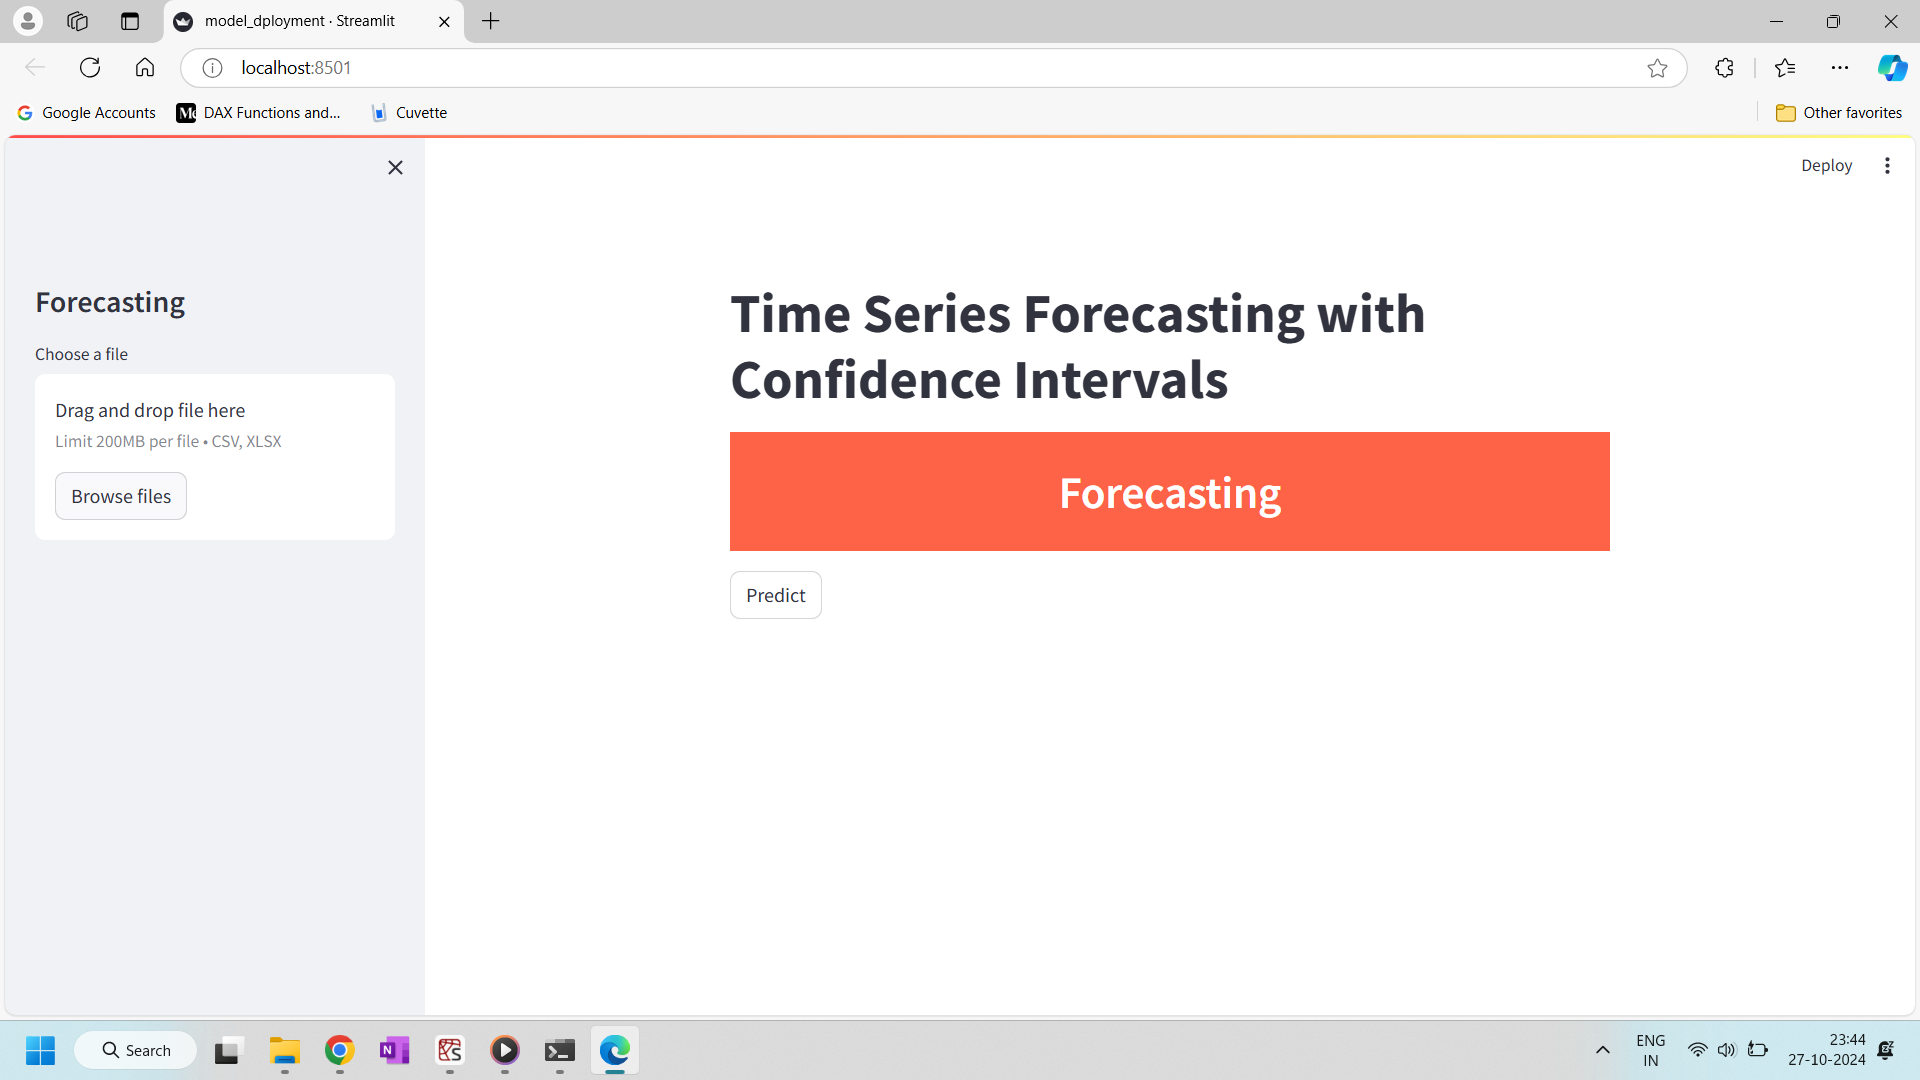 model_dployment · Streamlit
localhost:8501
Google Accounts
DAX Functions and...
Cuvette
Other favorites
Deploy
Forecasting
Choose a file
Drag and drop file here
Limit 200MB per file • CSV, XLSX
Browse files
Time Series Forecasting with
Confidence Intervals
Forecasting
Predict
Search
ENG
IN
23:44
27-10-2024